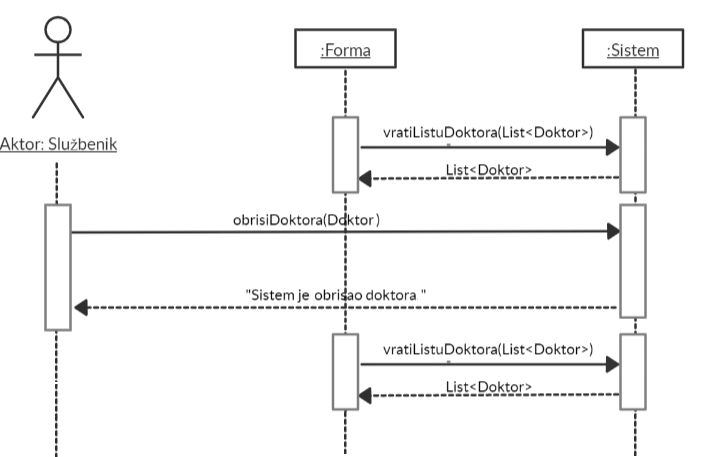 :Forma
:Sistem
Aktor: Službenik
vratiListuDoktora(List<Doktor>)
List<Doktor>
obrisiDoktora(Doktor)
"Sistem je obrisao doktora "
vratiListuDoktora(List<Doktor>)
List<Doktor>